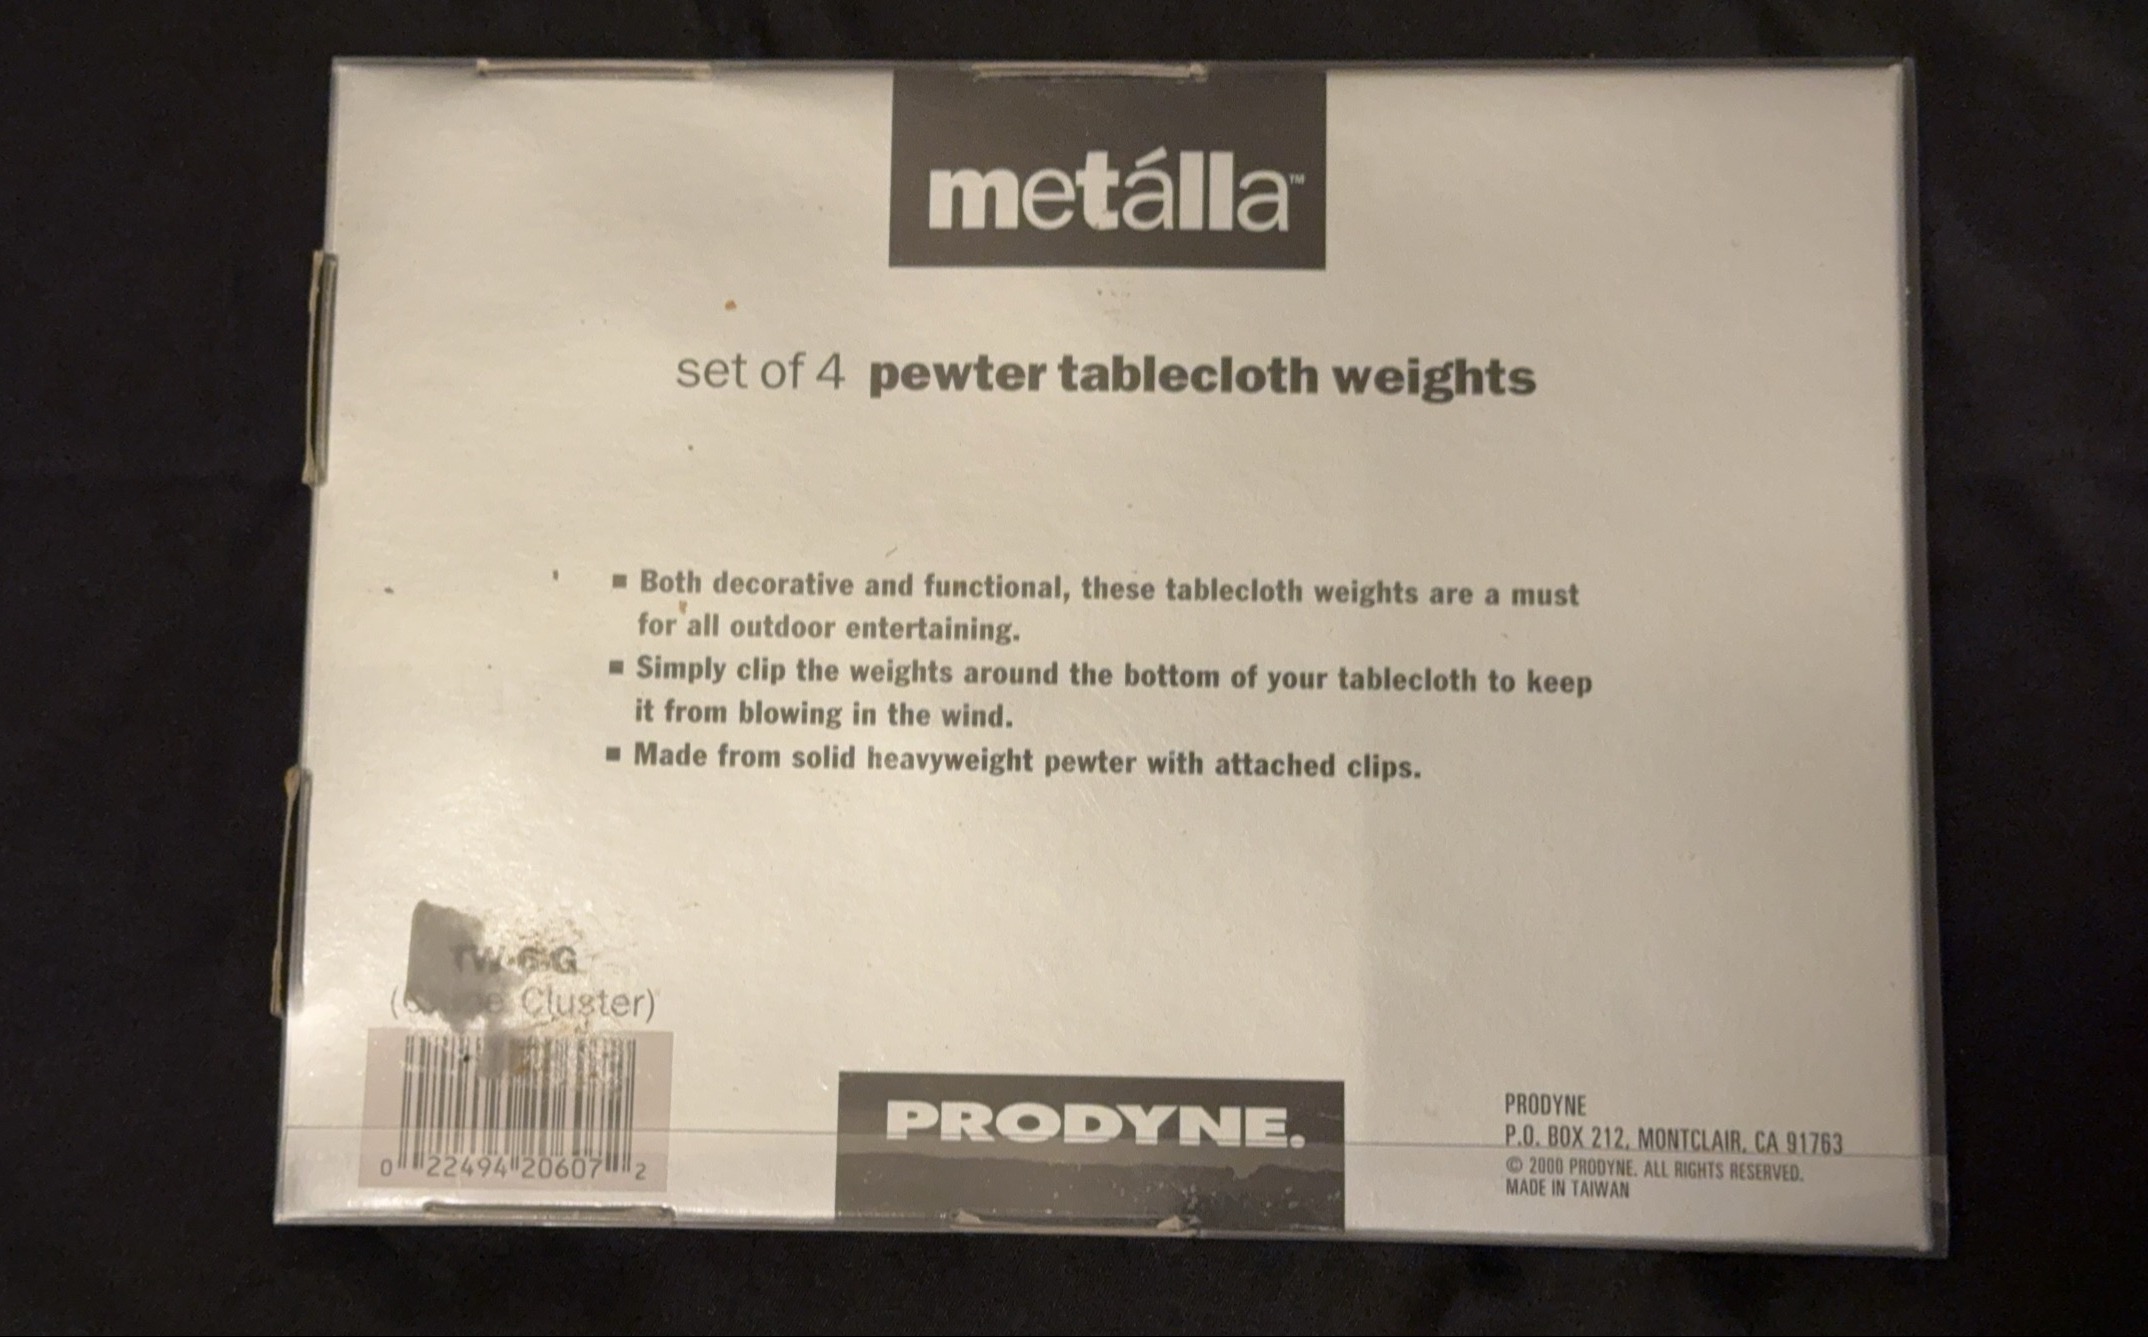 metálla™
set of 4 pewter tablecloth weights
▪ Both decorative and functional, these tablecloth weights are a must
for all outdoor entertaining.
▪ Simply clip the weights around the bottom of your tablecloth to keep
it from blowing in the wind.
▪ Made from solid heavyweight pewter with attached clips.
TW-6-G
Cluster)
0 22494 20607 2
PRODYNE.
PRODYNE
P.O. BOX 212, MONTCLAIR, CA 91763
© 2000 PRODYNE. ALL RIGHTS RESERVED.
MADE IN TAIWAN